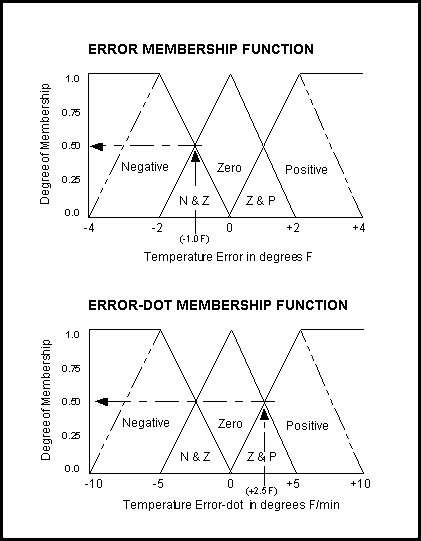 ERROR MEMBERSHIP FUNCTION
Degree of Membership
1.0
0.75
0.50
0.25
0.0
Negative
Zero
Positive
N & Z
Z & P
-4
-2
0
+2
+4
(-1.0 F)
Temperature Error in degrees F
ERROR-DOT MEMBERSHIP FUNCTION
Degree of Membership
1.0
0.75
0.50
0.25
0.0
Negative
Zero
Positive
N & Z
Z & P
-10
-5
0
+5
+10
(+2.5 F)
Temperature Error-dot in degrees F/min